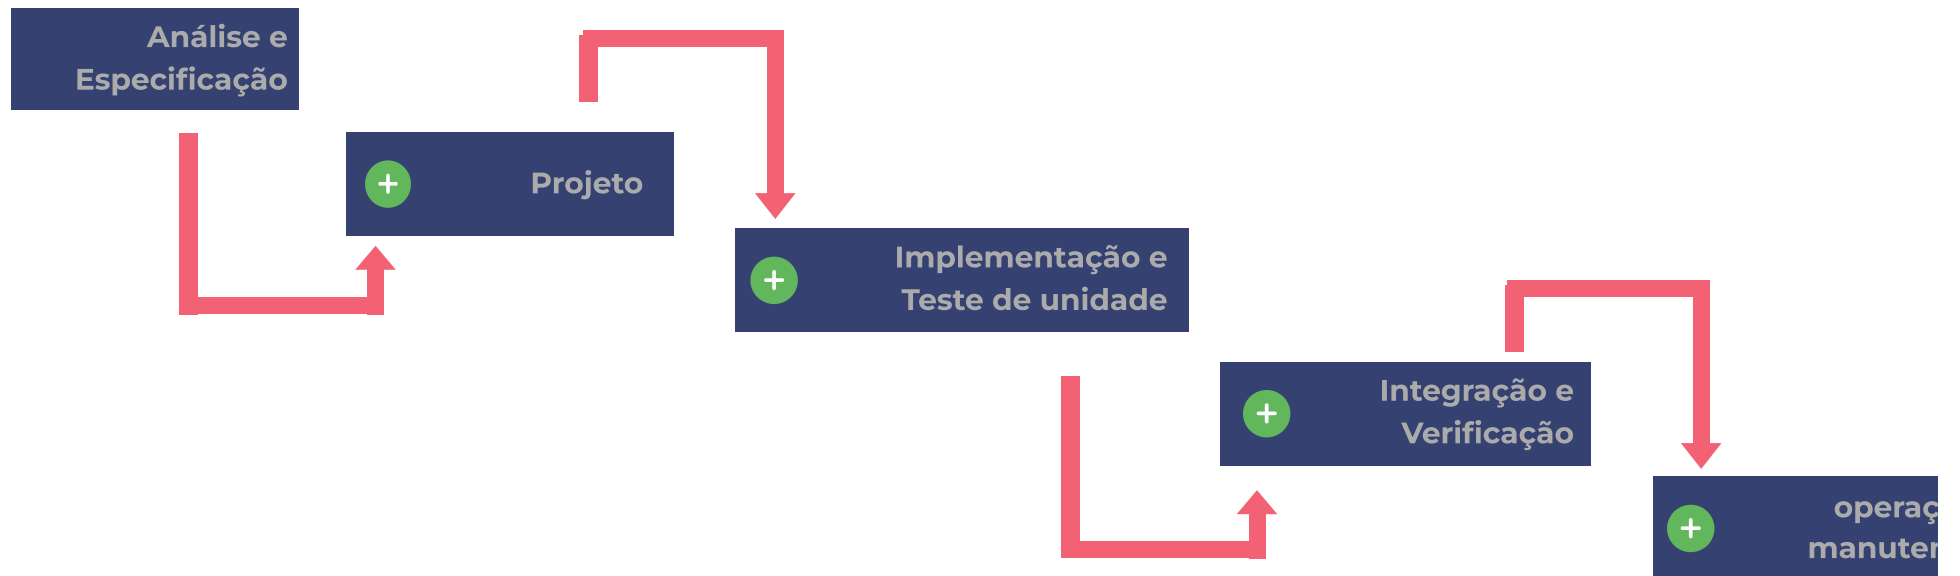 Análise e
Especificação
Projeto
Implementação e
Teste de unidade
Integração e
Verificação